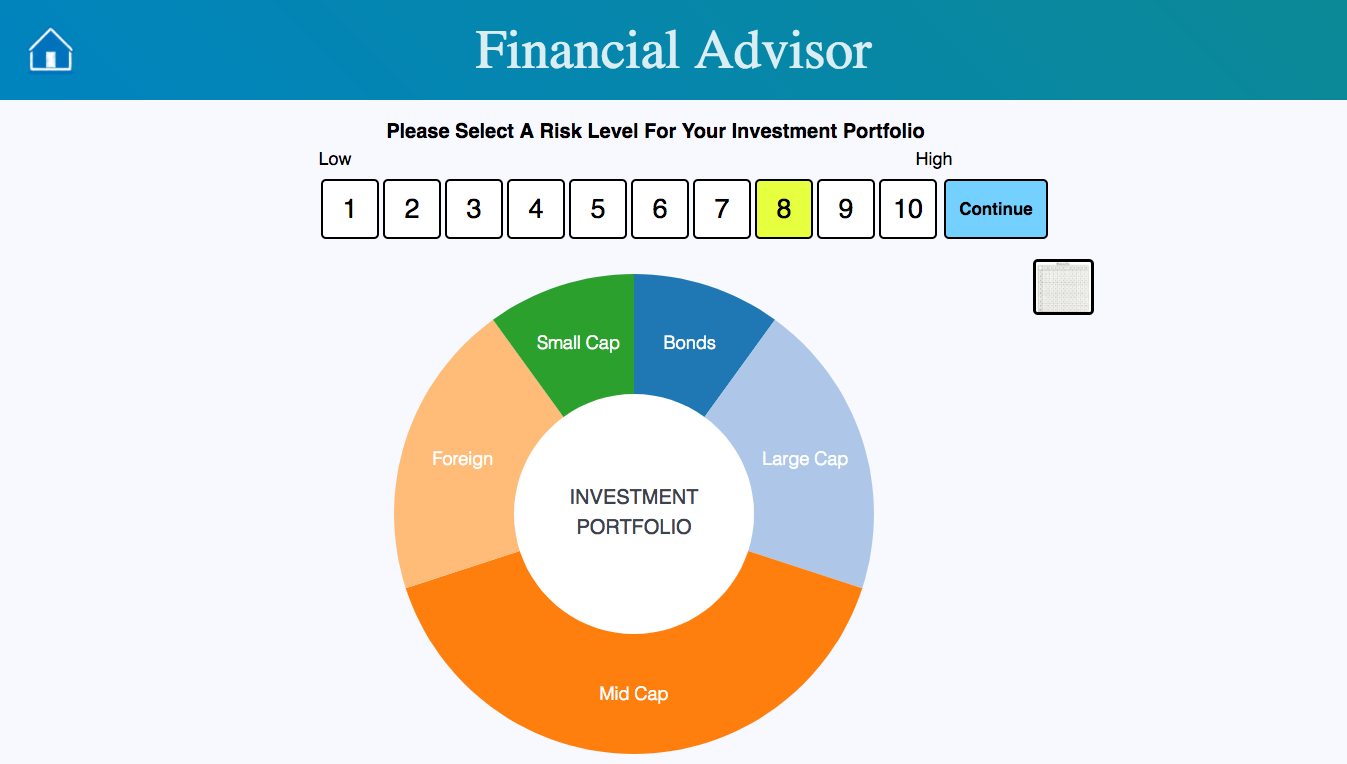 Financial Advisor
Please Select A Risk Level For Your Investment Portfolio
Low High
1 2 3 4 5 6 7 8 9 10 Continue
Small Cap Bonds
Foreign Large Cap
INVESTMENT
PORTFOLIO
Mid Cap